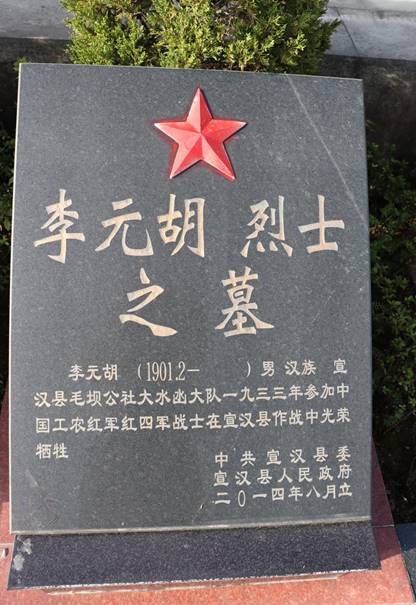 李元胡 烈士
之墓
李元胡 (1901.2— ) 男 汉族 宣
汉县毛坝公社大水凼大队一九三三年参加中
国工农红军红四军战士在宣汉县作战中光荣
牺牲
中共宣汉县委
宣汉县人民政府
二0一四年八月立